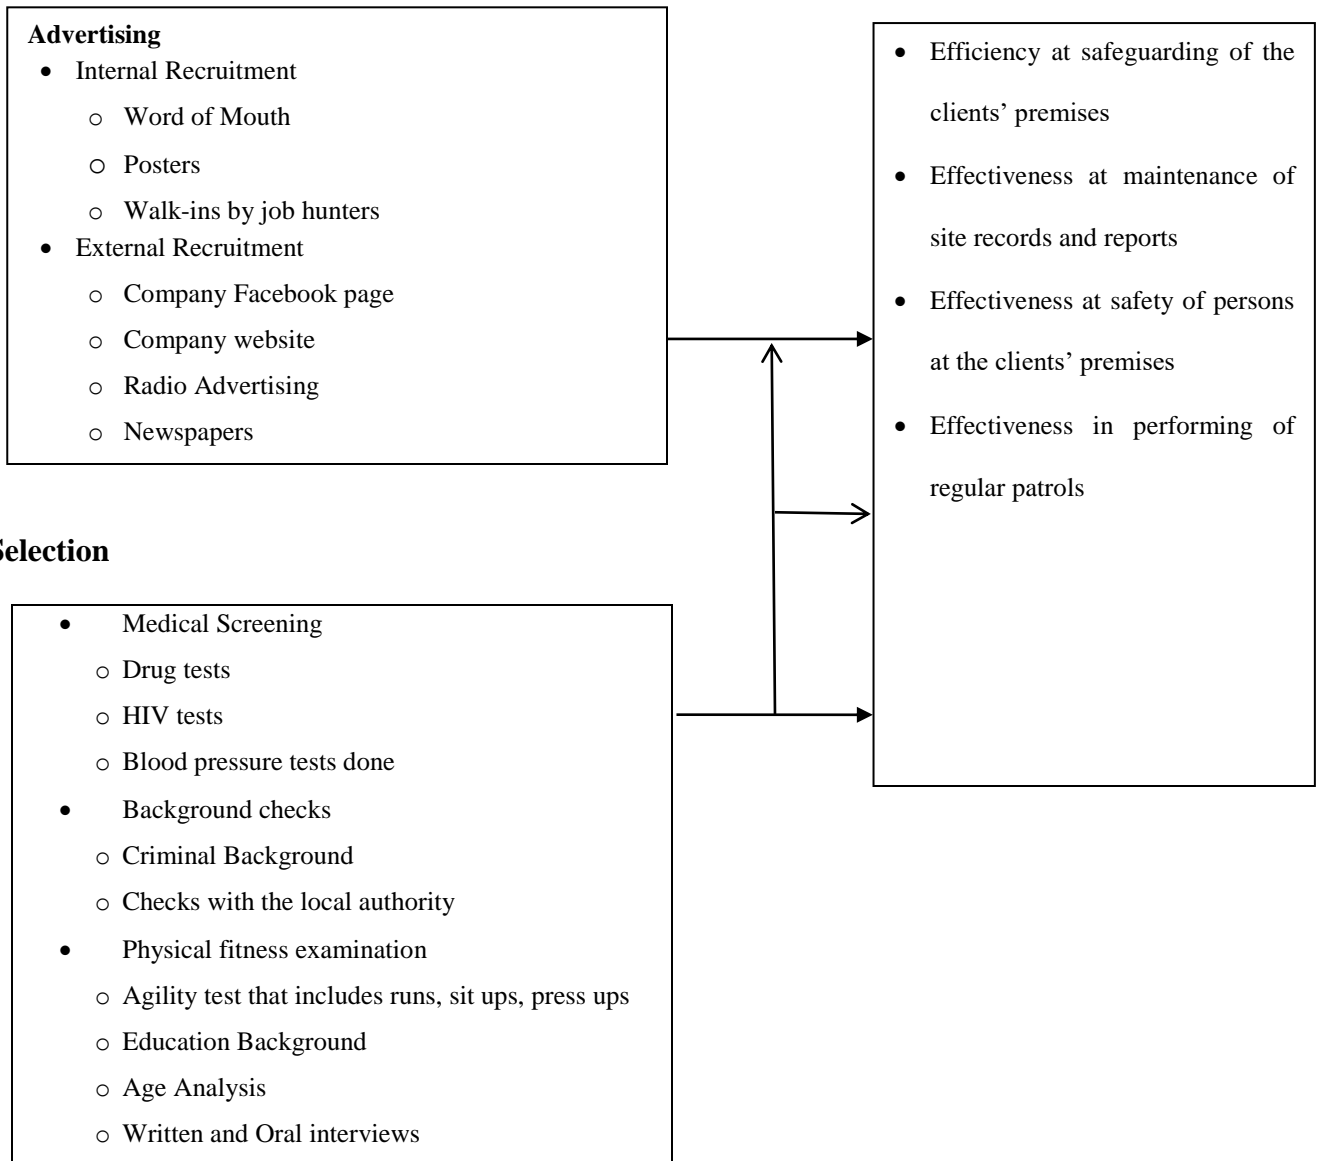 Advertising
• Internal Recruitment
o Word of Mouth
o Posters
o Walk-ins by job hunters
• External Recruitment
o Company Facebook page
o Company website
o Radio Advertising
o Newspapers
Selection
• Medical Screening
o Drug tests
o HIV tests
o Blood pressure tests done
• Background checks
o Criminal Background
o Checks with the local authority
• Physical fitness examination
o Agility test that includes runs, sit ups, press ups
o Education Background
o Age Analysis
o Written and Oral interviews
• Efficiency at safeguarding of the
clients’ premises
• Effectiveness at maintenance of
site records and reports
• Effectiveness at safety of persons
at the clients’ premises
• Effectiveness in performing of
regular patrols